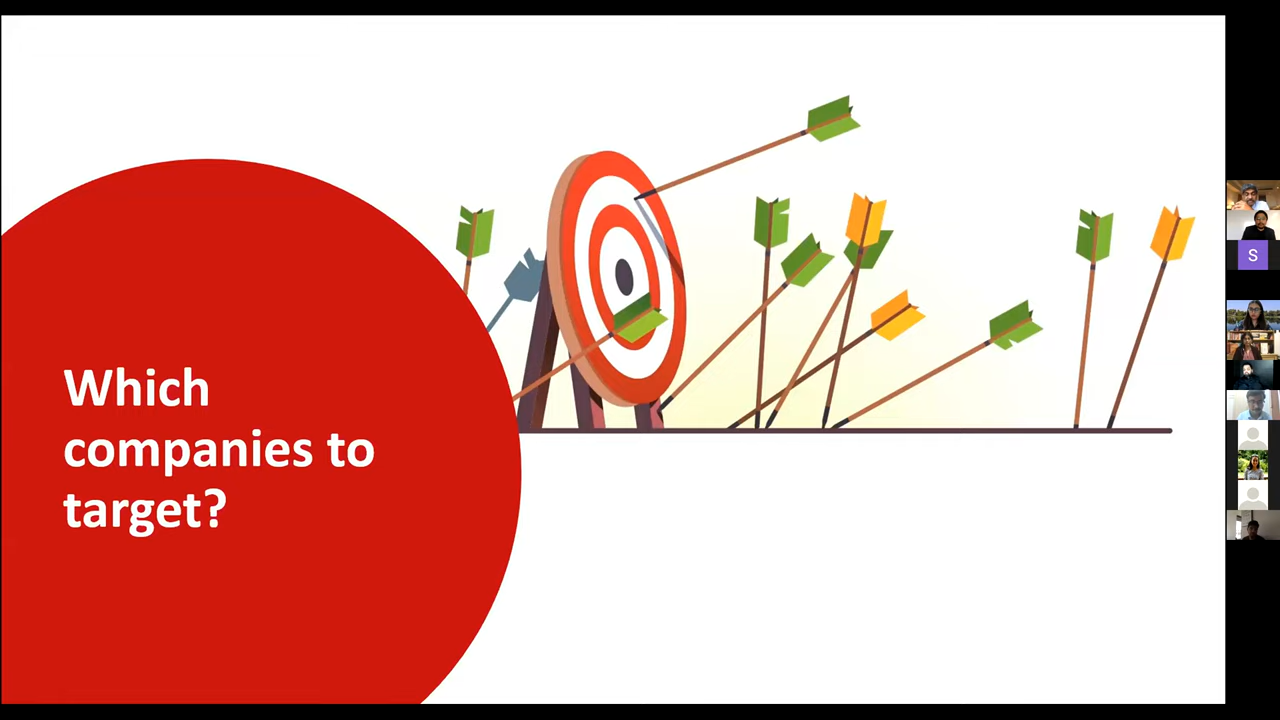 Which
companies to
target?
S